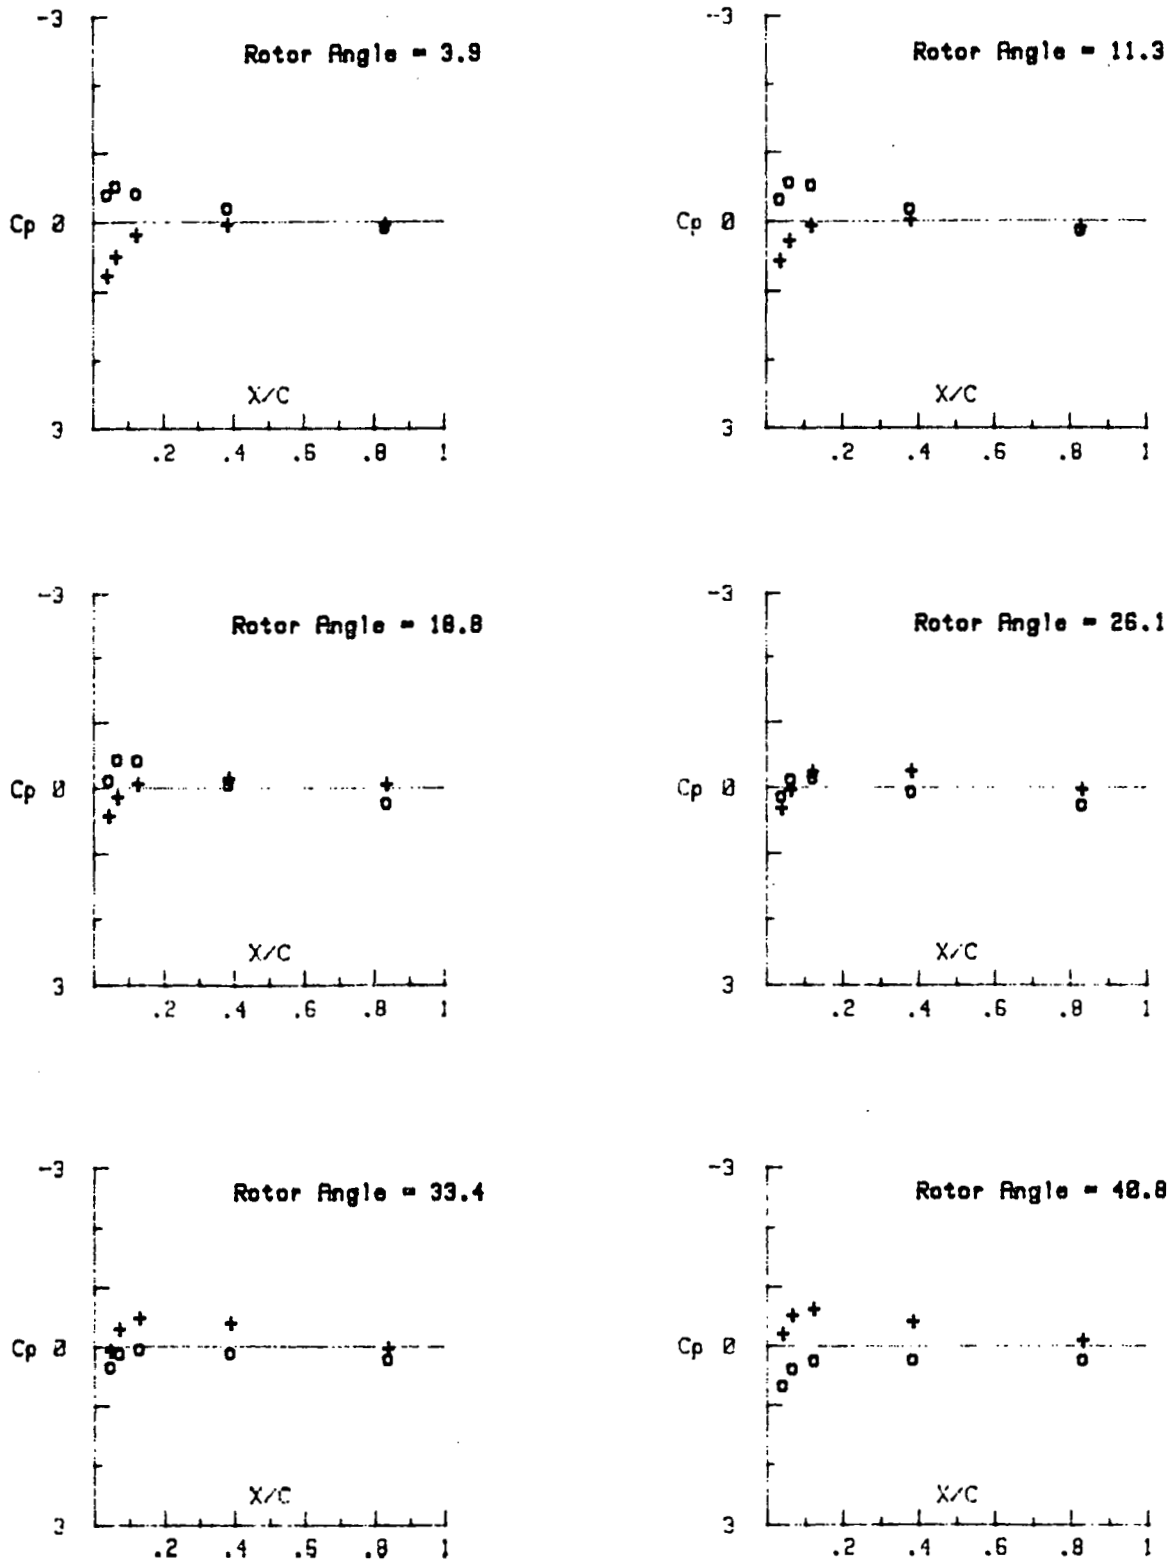 -3
Rotor Angle = 3.9
Cp 0
X/C
3
.2 .4 .6 .8 1
-3
Rotor Angle = 11.3
Cp 0
X/C
3
.2 .4 .6 .8 1
-3
Rotor Angle = 18.8
Cp 0
X/C
3
.2 .4 .6 .8 1
-3
Rotor Angle = 26.1
Cp 0
X/C
3
.2 .4 .6 .8 1
-3
Rotor Angle = 33.4
Cp 0
X/C
3
.2 .4 .6 .8 1
-3
Rotor Angle = 40.8
Cp 0
X/C
3
.2 .4 .6 .8 1